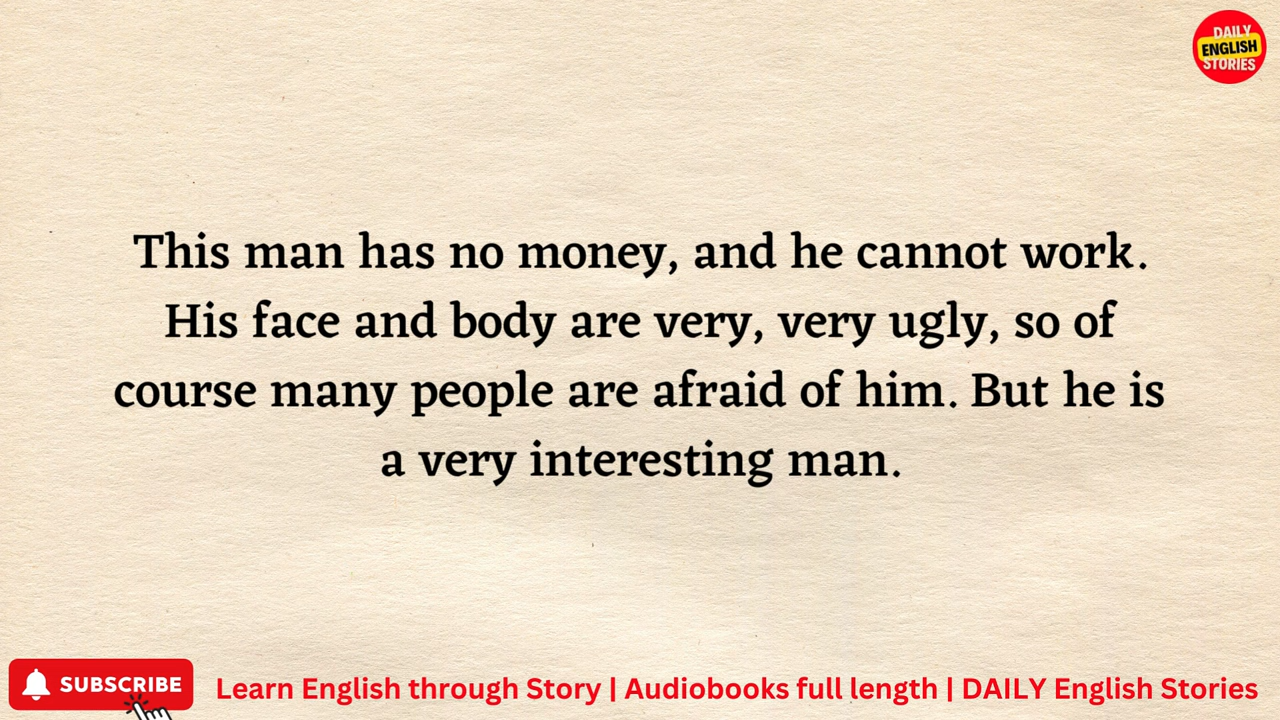 DAILY
ENGLISH
STORIES
This man has no money, and he cannot work.
His face and body are very, very ugly, so of
course many people are afraid of him. But he is
a very interesting man.
SUBSCRIBE
Learn English through Story | Audiobooks full length | DAILY English Stories